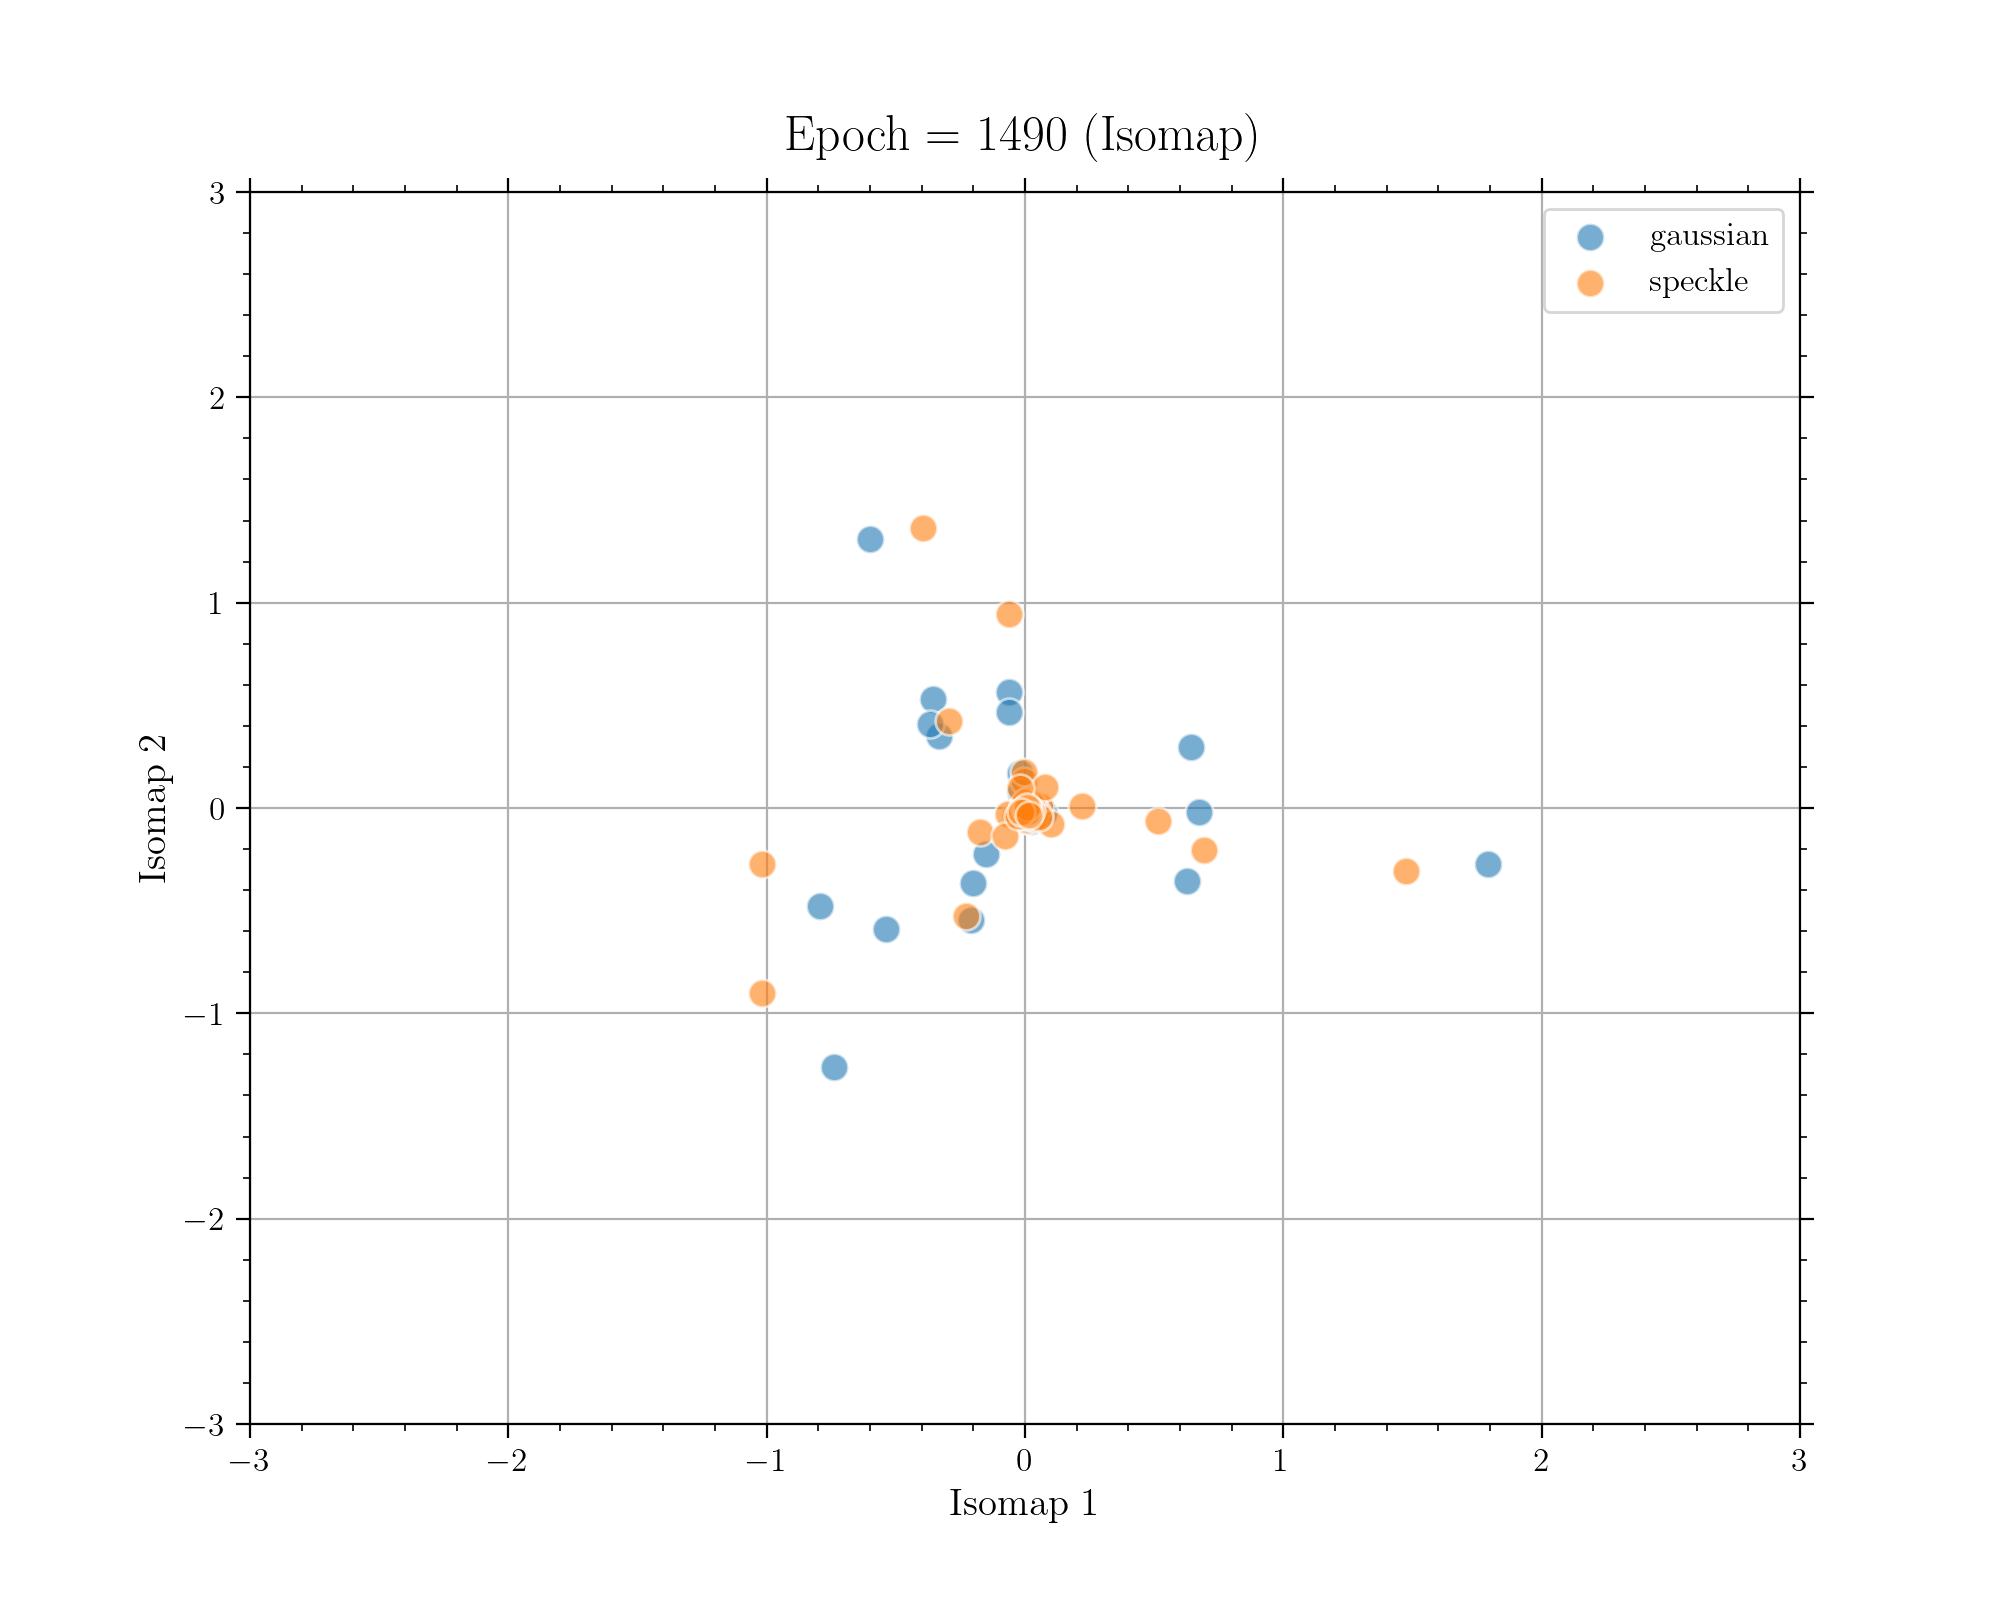 Epoch = 1490 (Isomap)
gaussian
speckle
3
2
1
0
−1
−2
−3
Isomap 2
−3 −2 −1 0 1 2 3
Isomap 1